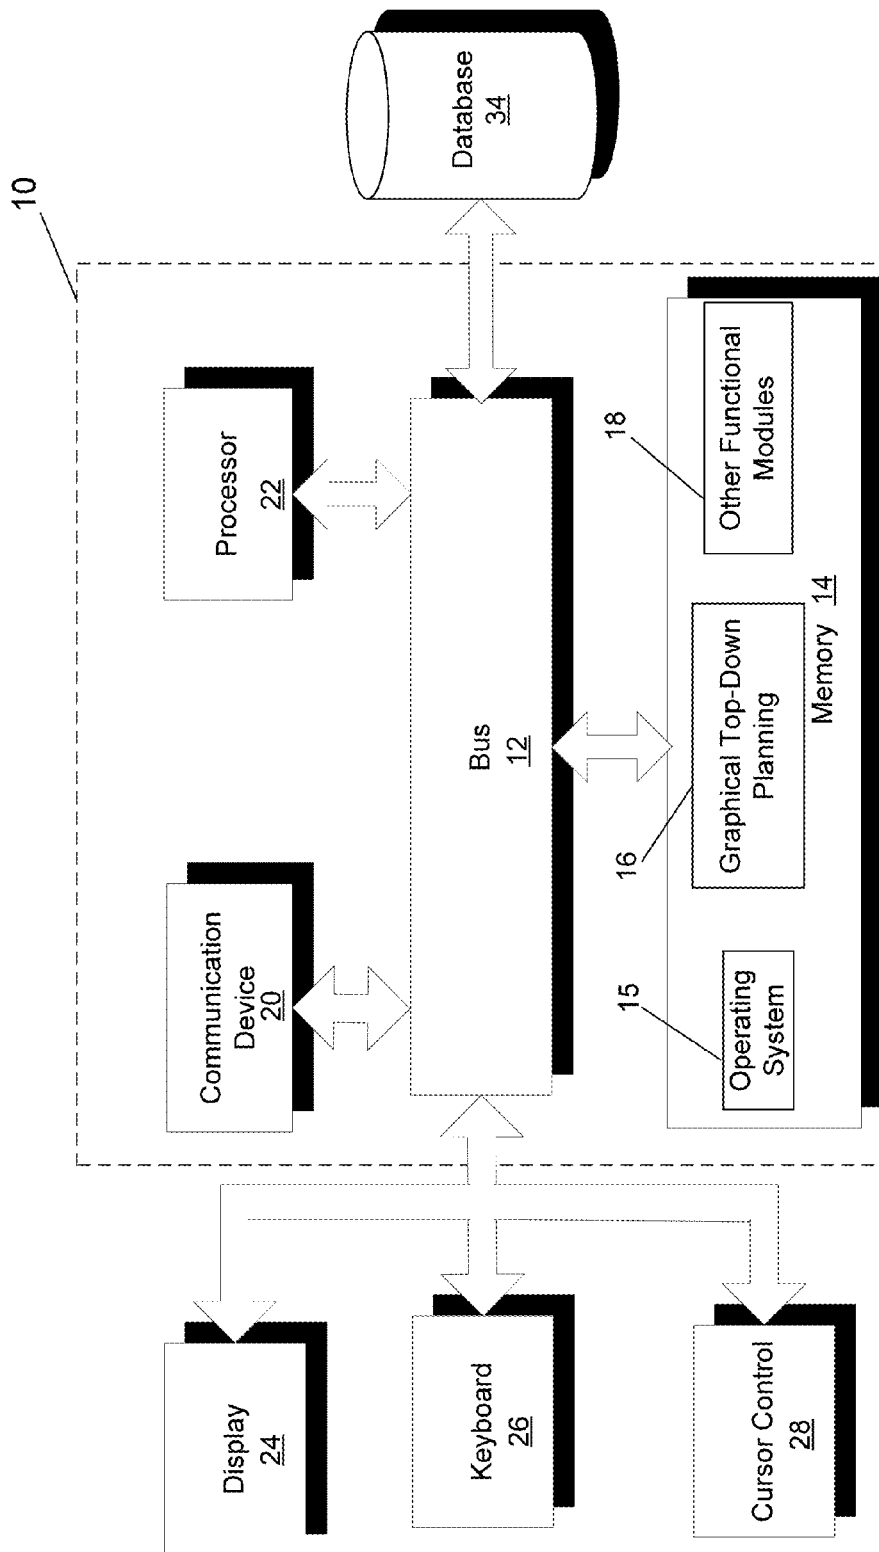 10
Communication
Device
20
Processor
22
Display
24
Keyboard
26
Cursor Control
28
Bus
12
Database
34
15
Operating
System
16
Graphical Top-Down
Planning
18
Other Functional
Modules
Memory 14